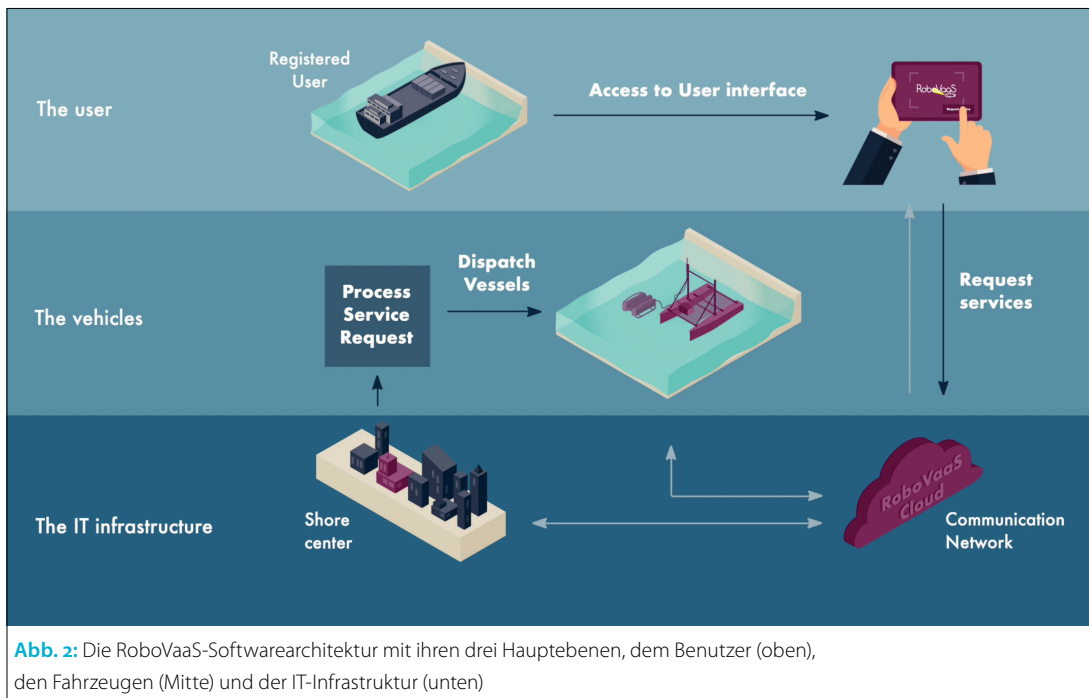 The user
Registered
User
Access to User interface
RoboVaaS
The vehicles
Process
Service
Request
Dispatch
Vessels
Request
services
The IT infrastructure
Shore
center
RoboVaaS
Cloud
Communication
Network
Abb. 2: Die RoboVaaS-Softwarearchitektur mit ihren drei Hauptebenen, dem Benutzer (oben),
den Fahrzeugen (Mitte) und der IT-Infrastruktur (unten)